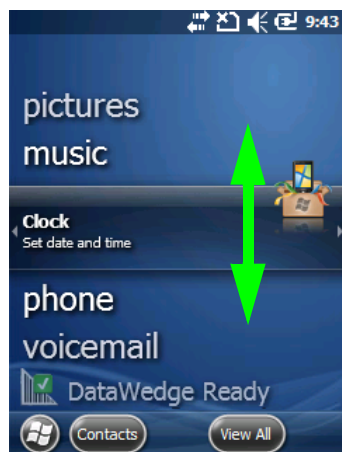 9:43
pictures
music
Clock
Set date and time
phone
voicemail
DataWedge Ready
Contacts
View All